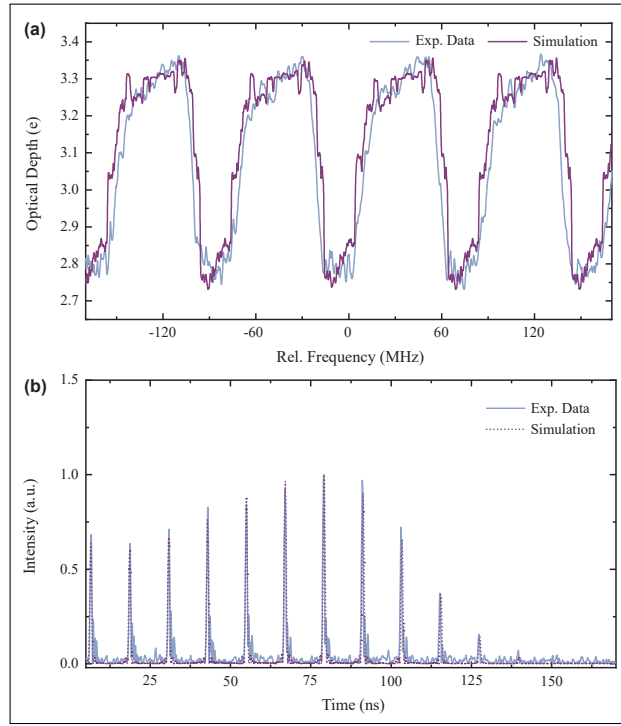 (a)
Exp. Data
Simulation
Optical Depth (e)
3.4
3.3
3.2
3.1
3.0
2.9
2.8
2.7
-120 -60 0 60 120
Rel. Frequency (MHz)
(b)
Exp. Data
Simulation
Intensity (a.u.)
1.5
1.0
0.5
0.0
25 50 75 100 125 150
Time (ns)